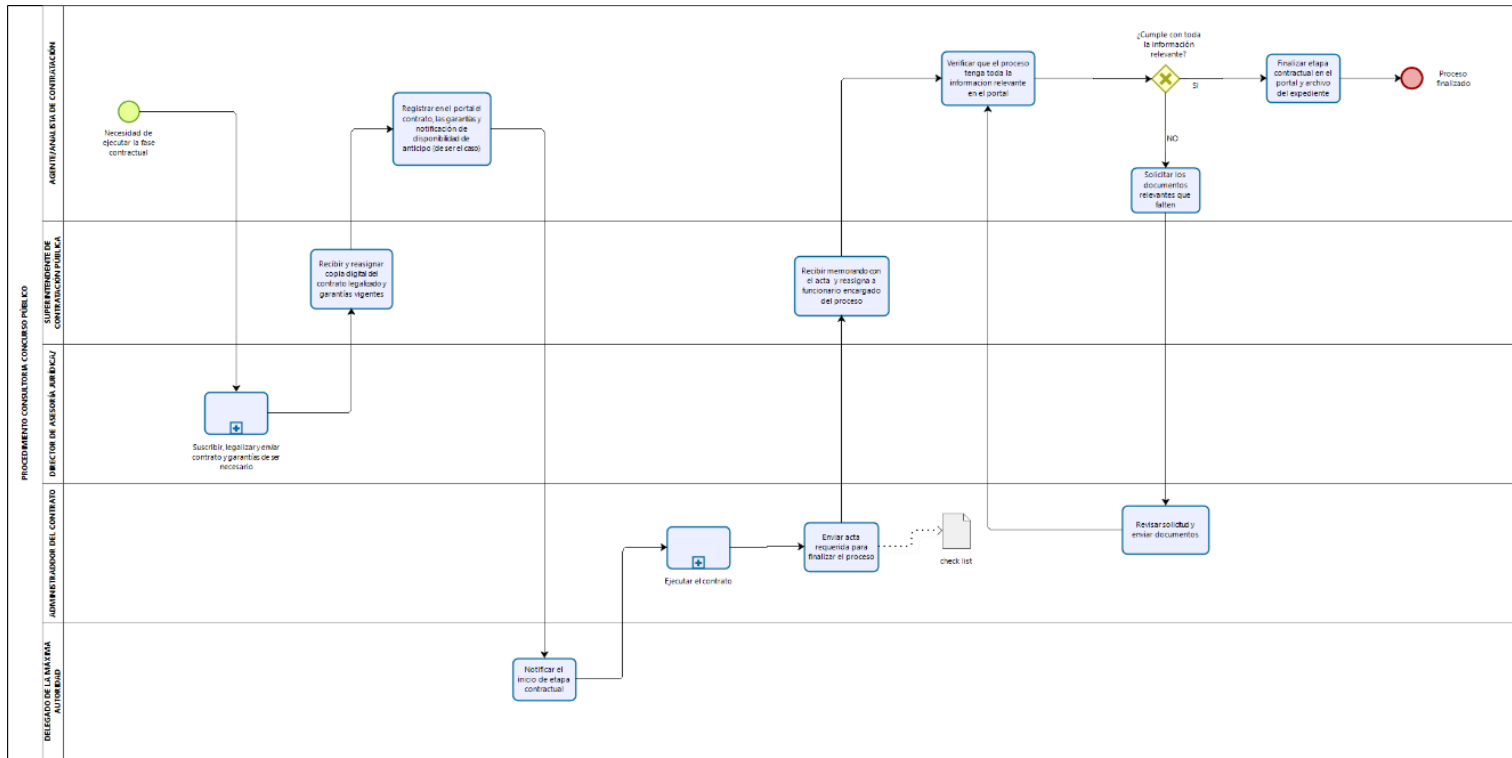 PROCEDIMIENTO CONSULTORIA CONCURSO PÚBLICO
AGENTE/ANALISTA DE CONTRATACIÓN
Necesidad de
ejecutar la fase
contractual
Registrar en el portal el
contrato, las garantías y
notificación de
disponibilidad de
anticipo (de ser el caso)
Verificar que el proceso
tenga toda la
informacion relevante
en el portal
¿Cumple con toda
la información
relevante?
SI
NO
Finalizar etapa
contractual en el
portal y archivo del
expediente
Proceso
finalizado
Solicitar los
documentos
relevantes que
falten
SUPERINTENDENTE DE
CONTRATACIÓN PÚBLICA
Recibir y reasignar
copia digital del
contrato legalizado y
garantías vigentes
Recibir memorando con
el acta y reasigna a
funcionario encargado
del proceso
DIRECTOR DE ASESORÍA JURÍDICA/
Suscribir, legalizar y enviar
contrato y garantías de ser
necesario
ADMINISTRADOR DEL CONTRATO
Ejecutar el contrato
Enviar acta
requerida para
finalizar el proceso
check list
Revisar solicitud y
enviar documentos
DELEGADO DE LA MÁXIMA
AUTORIDAD
Notificar el
inicio de etapa
contractual